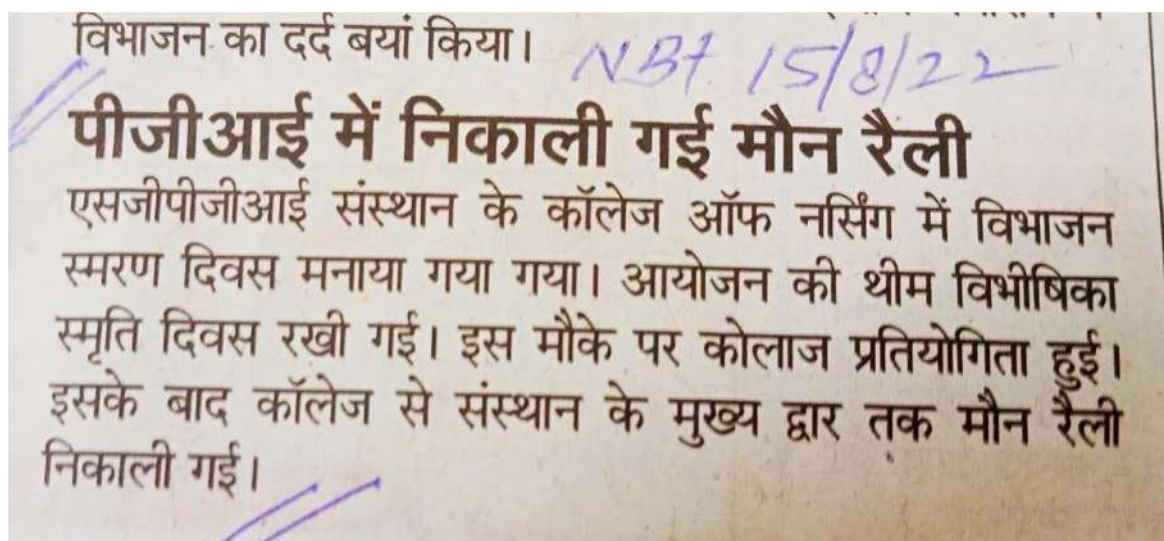 विभाजन का दर्द बयां किया।
NBT 15/8/22
पीजीआई में निकाली गई मौन रैली
एसजीपीजीआई संस्थान के कॉलेज ऑफ नर्सिंग में विभाजन
स्मरण दिवस मनाया गया गया। आयोजन की थीम विभीषिका
स्मृति दिवस रखी गई। इस मौके पर कोलाज प्रतियोगिता हुई।
इसके बाद कॉलेज से संस्थान के मुख्य द्वार तक मौन रैली
निकाली गई।